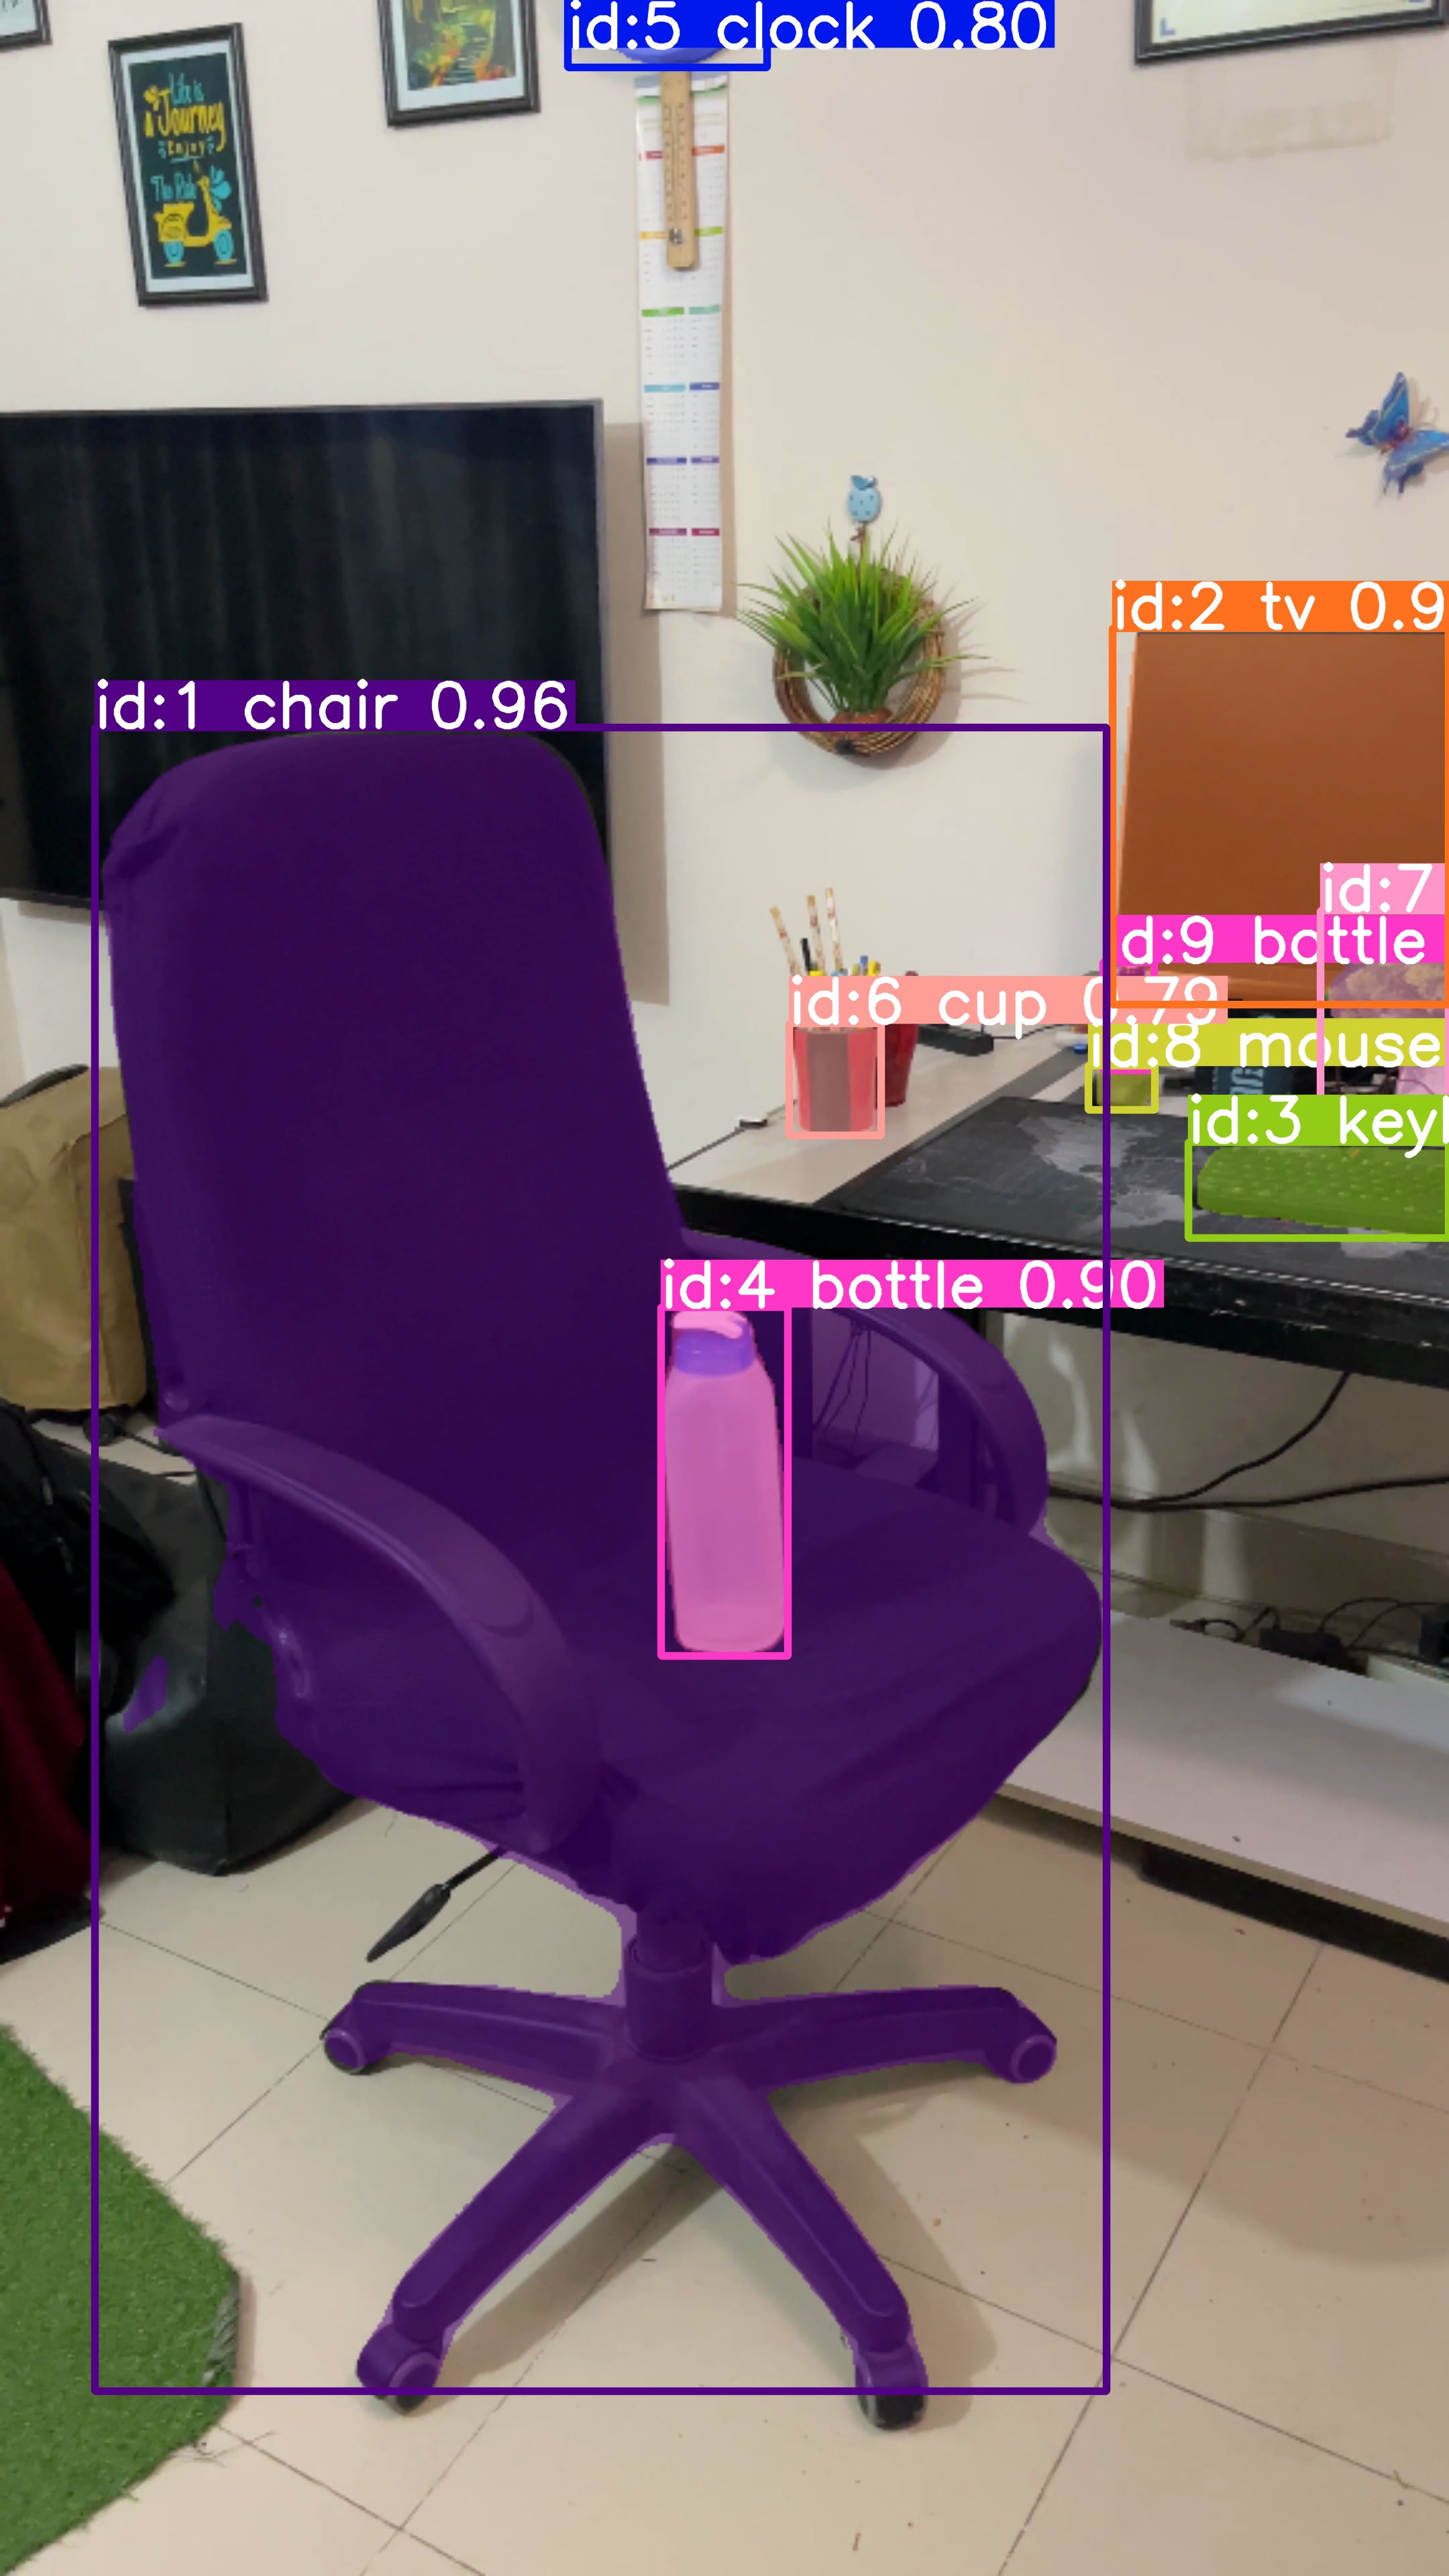 id:5 clock 0.80
Life is
a Journey
Enjoy
The Ride
id:2 tv 0.9
id:1 chair 0.96
id:7
d:9 bottle
id:6 cup 0.79
id:8 mouse
id:3 key
id:4 bottle 0.90